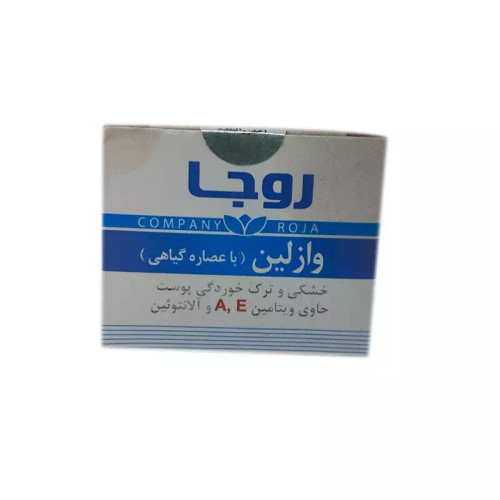 روجا
COMPANY ROJA
وازلین (با عصاره گیاهی)
خشکی و ترک خوردگی پوست
حاوی ویتامین A, E و آلانتوئین